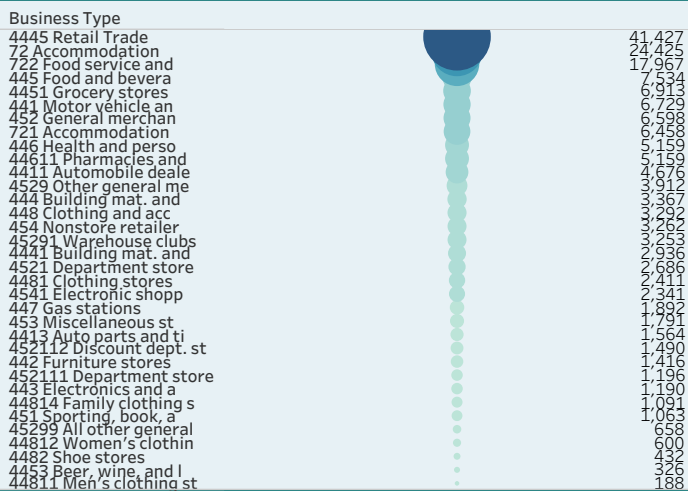 Business Type
4445 Retail Trade 41,427
72 Accommodation 24,425
722 Food service and 17,967
445 Food and bevera 7,534
4451 Grocery stores 6,913
441 Motor vehicle an 6,729
452 General merchan 6,598
721 Accommodation 6,458
446 Health and perso 5,159
44611 Pharmacies and 5,159
4411 Automobile deale 4,676
4529 Other general me 3,912
444 Building mat. and 3,367
448 Clothing and acc 3,292
454 Nonstore retailer 3,262
45291 Warehouse clubs 3,253
4441 Building mat. and 2,936
4521 Department store 2,686
4481 Clothing stores 2,411
4541 Electronic shopp 2,341
447 Gas stations 1,892
453 Miscellaneous st 1,791
4413 Auto parts and ti 1,564
452112 Discount dept. st 1,490
442 Furniture stores 1,416
452111 Department store 1,196
443 Electronics and a 1,190
44814 Family clothing s 1,091
451 Sporting, book, a 1,063
45299 All other general 658
44812 Women's clothin 600
4482 Shoe stores 432
4453 Beer, wine, and l 326
44811 Men's clothing st 188